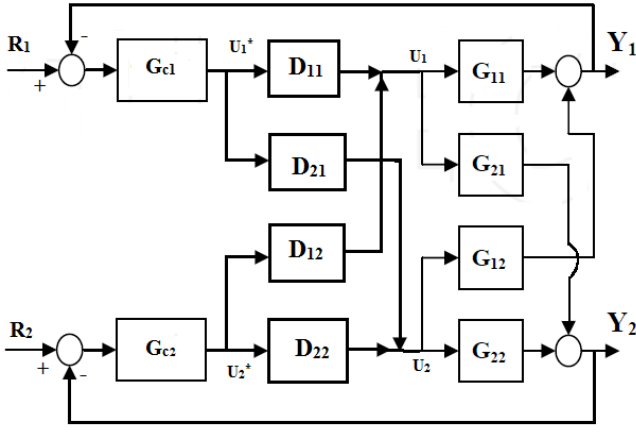 R₁
-
+
Gc1
U₁*
D₁₁
U₁
G₁₁
Y₁
D₂₁
G₂₁
D₁₂
G₁₂
R₂
+
-
Gc2
U₂*
D₂₂
U₂
G₂₂
Y₂